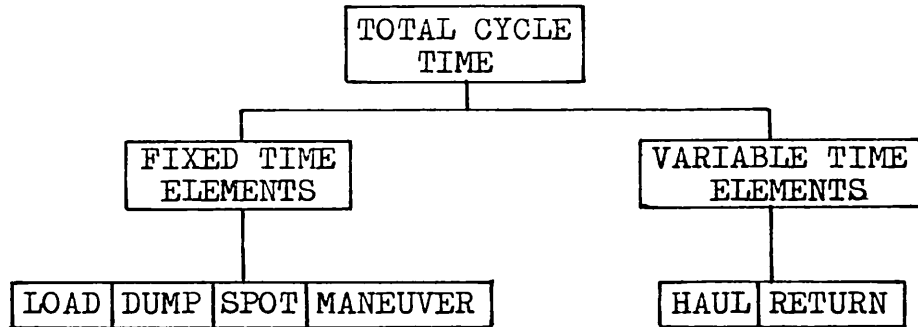 TOTAL CYCLE
TIME
FIXED TIME
ELEMENTS
VARIABLE TIME
ELEMENTS
LOAD DUMP SPOT MANEUVER
HAUL RETURN